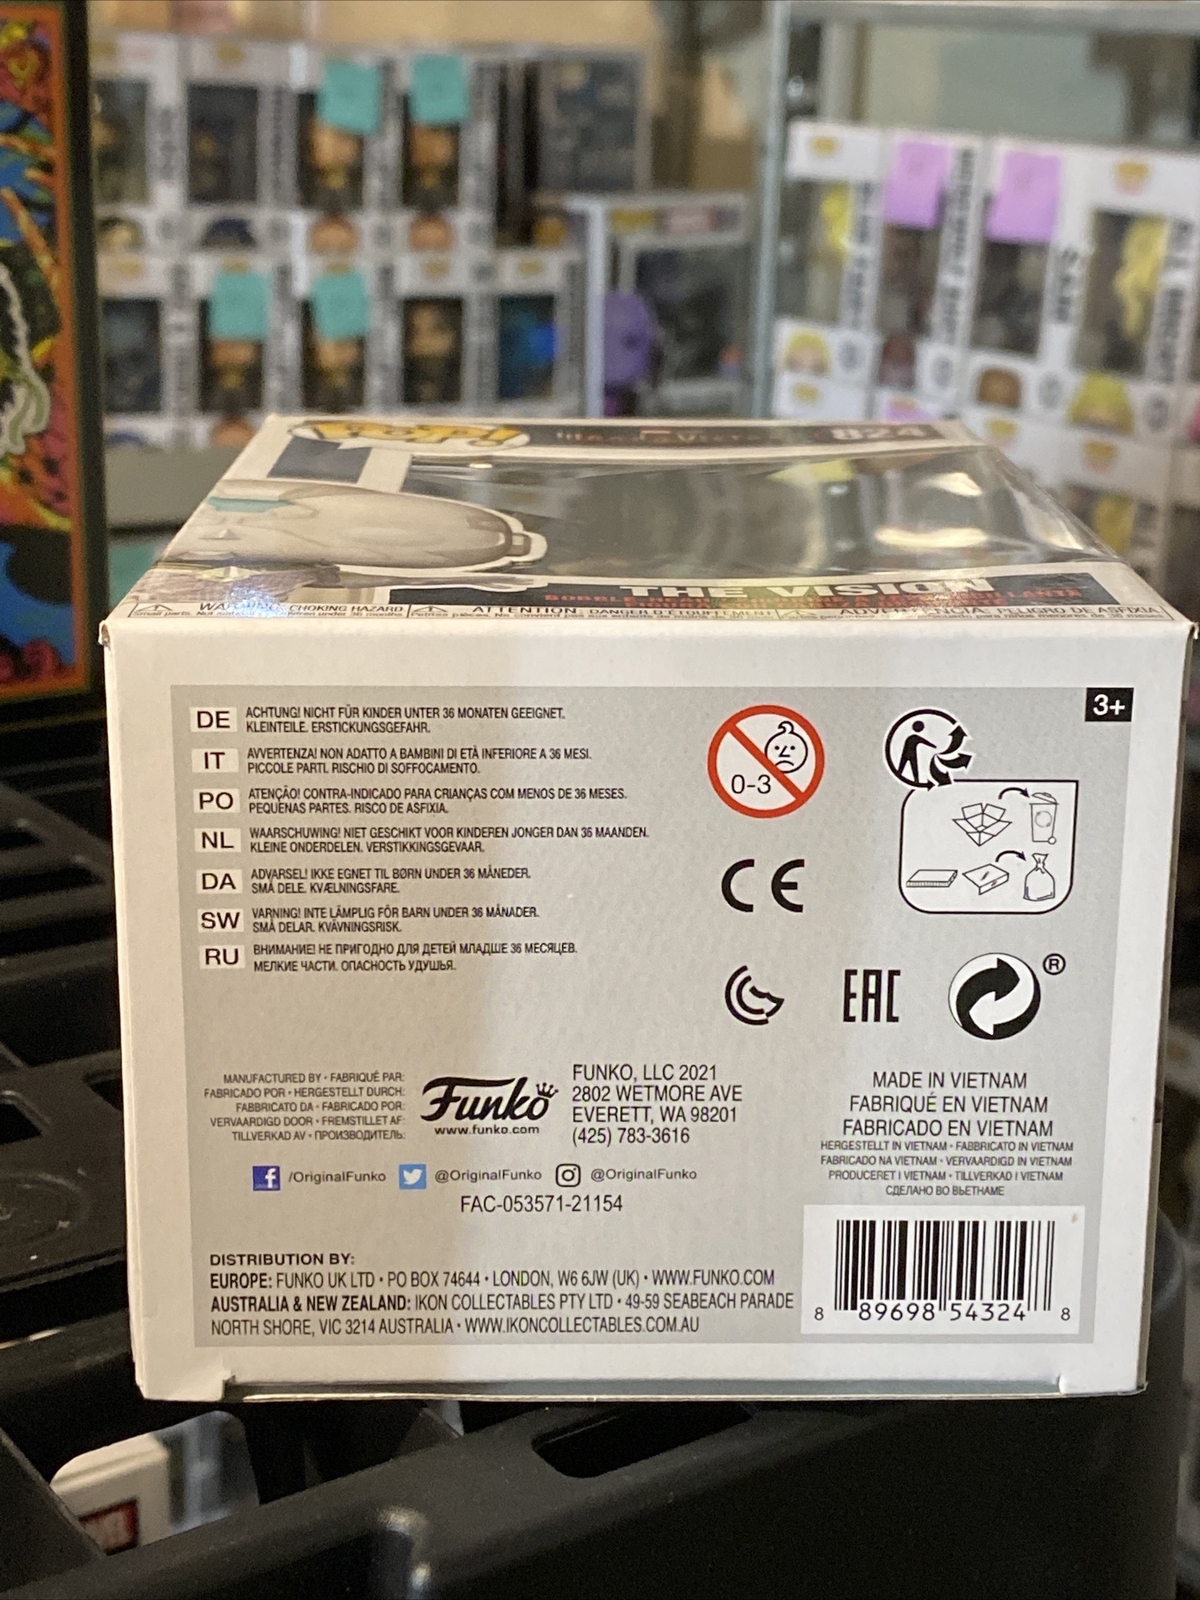 POP!
WandaVision
824
THE VISION
WARNING: CHOKING HAZARD
ATTENTION: DANGER D'ÉTOUFFEMENT
ADVERTENCIA: PELIGRO DE ASFIXIA
3+
DE ACHTUNG! NICHT FÜR KINDER UNTER 36 MONATEN GEEIGNET.
KLEINTEILE. ERSTICKUNGSGEFAHR.
IT AVVERTENZA! NON ADATTO A BAMBINI DI ETÀ INFERIORE A 36 MESI.
PICCOLE PARTI. RISCHIO DI SOFFOCAMENTO.
PO ATENÇÃO! CONTRA-INDICADO PARA CRIANÇAS COM MENOS DE 36 MESES.
PEQUENAS PARTES. RISCO DE ASFIXIA.
NL WAARSCHUWING! NIET GESCHIKT VOOR KINDEREN JONGER DAN 36 MAANDEN.
KLEINE ONDERDELEN. VERSTIKKINGSGEVAAR.
DA ADVARSEL! IKKE EGNET TIL BØRN UNDER 36 MÅNEDER.
SMÅ DELE. KVÆLNINGSFARE.
SW VARNING! INTE LÄMPLIG FÖR BARN UNDER 36 MÅNADER.
SMÅ DELAR. KVÄVNINGSRISK.
RU ВНИМАНИЕ! НЕ ПРИГОДНО ДЛЯ ДЕТЕЙ МЛАДШЕ 36 МЕСЯЦЕВ.
МЕЛКИЕ ЧАСТИ. ОПАСНОСТЬ УДУШЬЯ.
0-3
CE
EAC
®
MANUFACTURED BY • FABRIQUÉ PAR:
FABRICADO POR • HERGESTELLT DURCH:
FABBRICATO DA • FABRICADO POR:
VERVAARDIGD DOOR • FREMSTILLET AF:
TILLVERKAD AV • ПРОИЗВОДИТЕЛЬ:
Funko
www.funko.com
FUNKO, LLC 2021
2802 WETMORE AVE
EVERETT, WA 98201
(425) 783-3616
/OriginalFunko @OriginalFunko @OriginalFunko
FAC-053571-21154
MADE IN VIETNAM
FABRIQUÉ EN VIETNAM
FABRICADO EN VIETNAM
HERGESTELLT IN VIETNAM • FABBRICATO IN VIETNAM
FABRICADO NA VIETNAM • VERVAARDIGD IN VIETNAM
PRODUCERET I VIETNAM • TILLVERKAD I VIETNAM
СДЕЛАНО ВО ВЬЕТНАМЕ
DISTRIBUTION BY:
EUROPE: FUNKO UK LTD • PO BOX 74644 • LONDON, W6 6JW (UK) • WWW.FUNKO.COM
AUSTRALIA & NEW ZEALAND: IKON COLLECTABLES PTY LTD • 49-59 SEABEACH PARADE
NORTH SHORE, VIC 3214 AUSTRALIA • WWW.IKONCOLLECTABLES.COM.AU
8 89698 54324 8